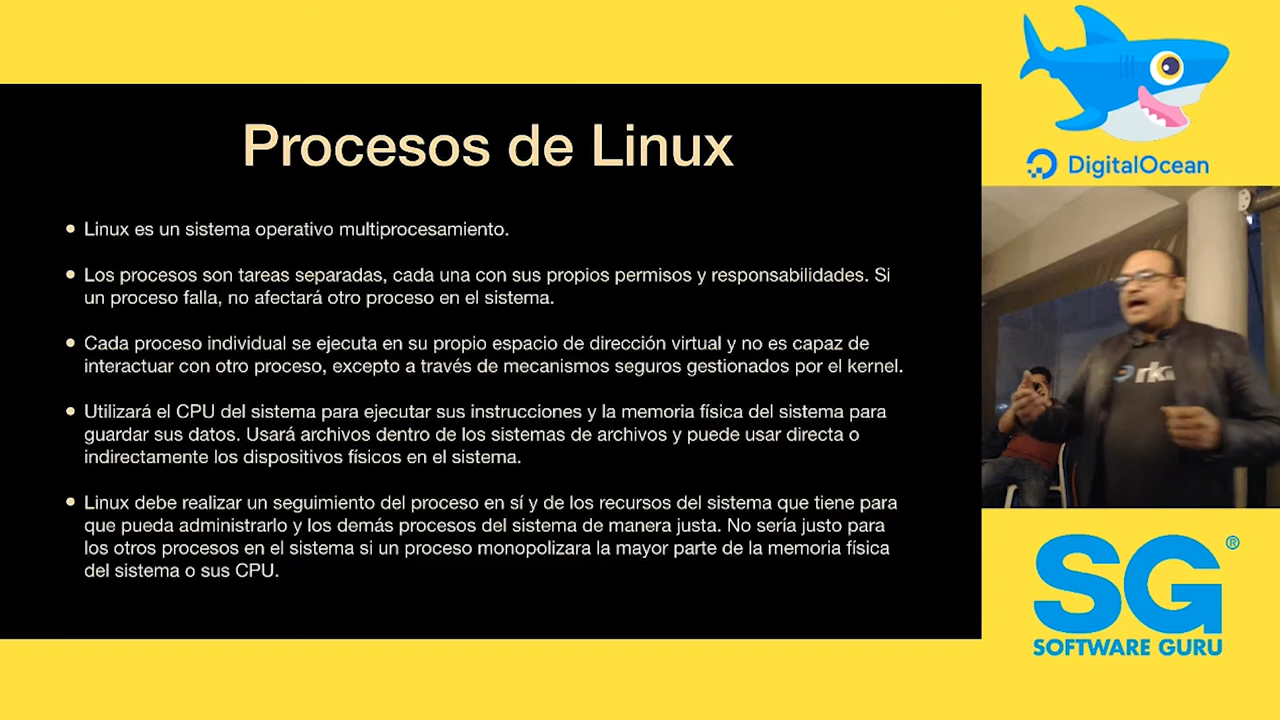 DigitalOcean
Procesos de Linux
Linux es un sistema operativo multiprocesamiento.
Los procesos son tareas separadas, cada una con sus propios permisos y responsabilidades. Si
un proceso falla, no afectará otro proceso en el sistema.
Cada proceso individual se ejecuta en su propio espacio de dirección virtual y no es capaz de
interactuar con otro proceso, excepto a través de mecanismos seguros gestionados por el kernel.
Utilizará el CPU del sistema para ejecutar sus instrucciones y la memoria física del sistema para
guardar sus datos. Usará archivos dentro de los sistemas de archivos y puede usar directa o
indirectamente los dispositivos físicos en el sistema.
Linux debe realizar un seguimiento del proceso en sí y de los recursos del sistema que tiene para
que pueda administrarlo y los demás procesos del sistema de manera justa. No sería justo para
los otros procesos en el sistema si un proceso monopolizara la mayor parte de la memoria física
del sistema o sus CPU.
SG®
SOFTWARE GURU